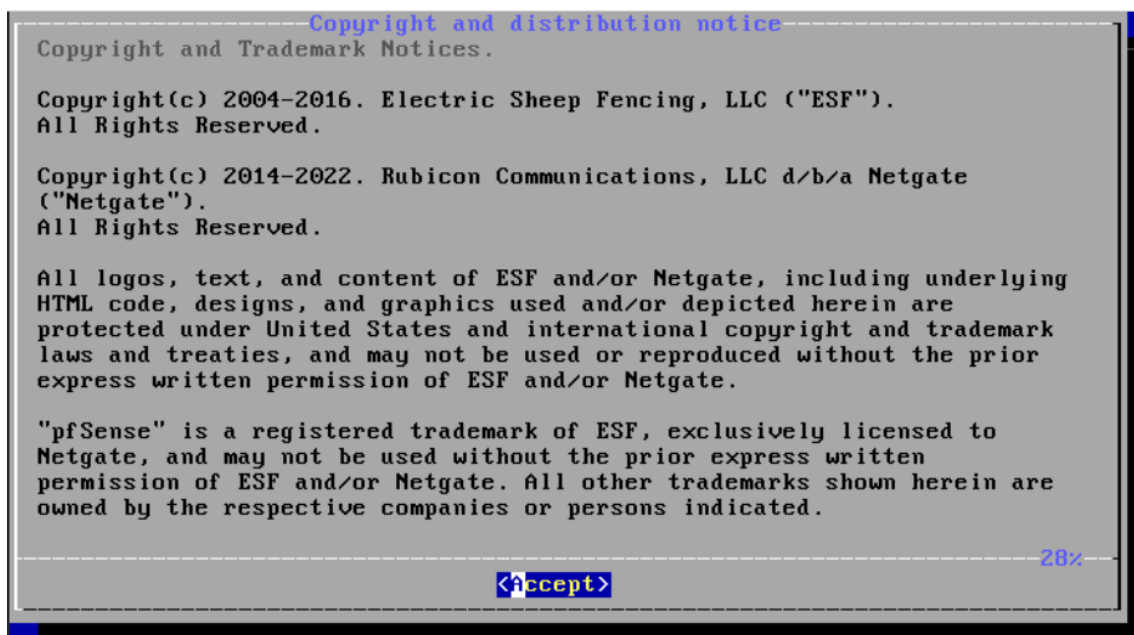 Copyright and distribution notice
Copyright and Trademark Notices.
Copyright(c) 2004-2016. Electric Sheep Fencing, LLC ("ESF").
All Rights Reserved.
Copyright(c) 2014-2022. Rubicon Communications, LLC d/b/a Netgate
("Netgate").
All Rights Reserved.
All logos, text, and content of ESF and/or Netgate, including underlying
HTML code, designs, and graphics used and/or depicted herein are
protected under United States and international copyright and trademark
laws and treaties, and may not be used or reproduced without the prior
express written permission of ESF and/or Netgate.
"pfSense" is a registered trademark of ESF, exclusively licensed to
Netgate, and may not be used without the prior express written
permission of ESF and/or Netgate. All other trademarks shown herein are
owned by the respective companies or persons indicated.
28%
<Accept>